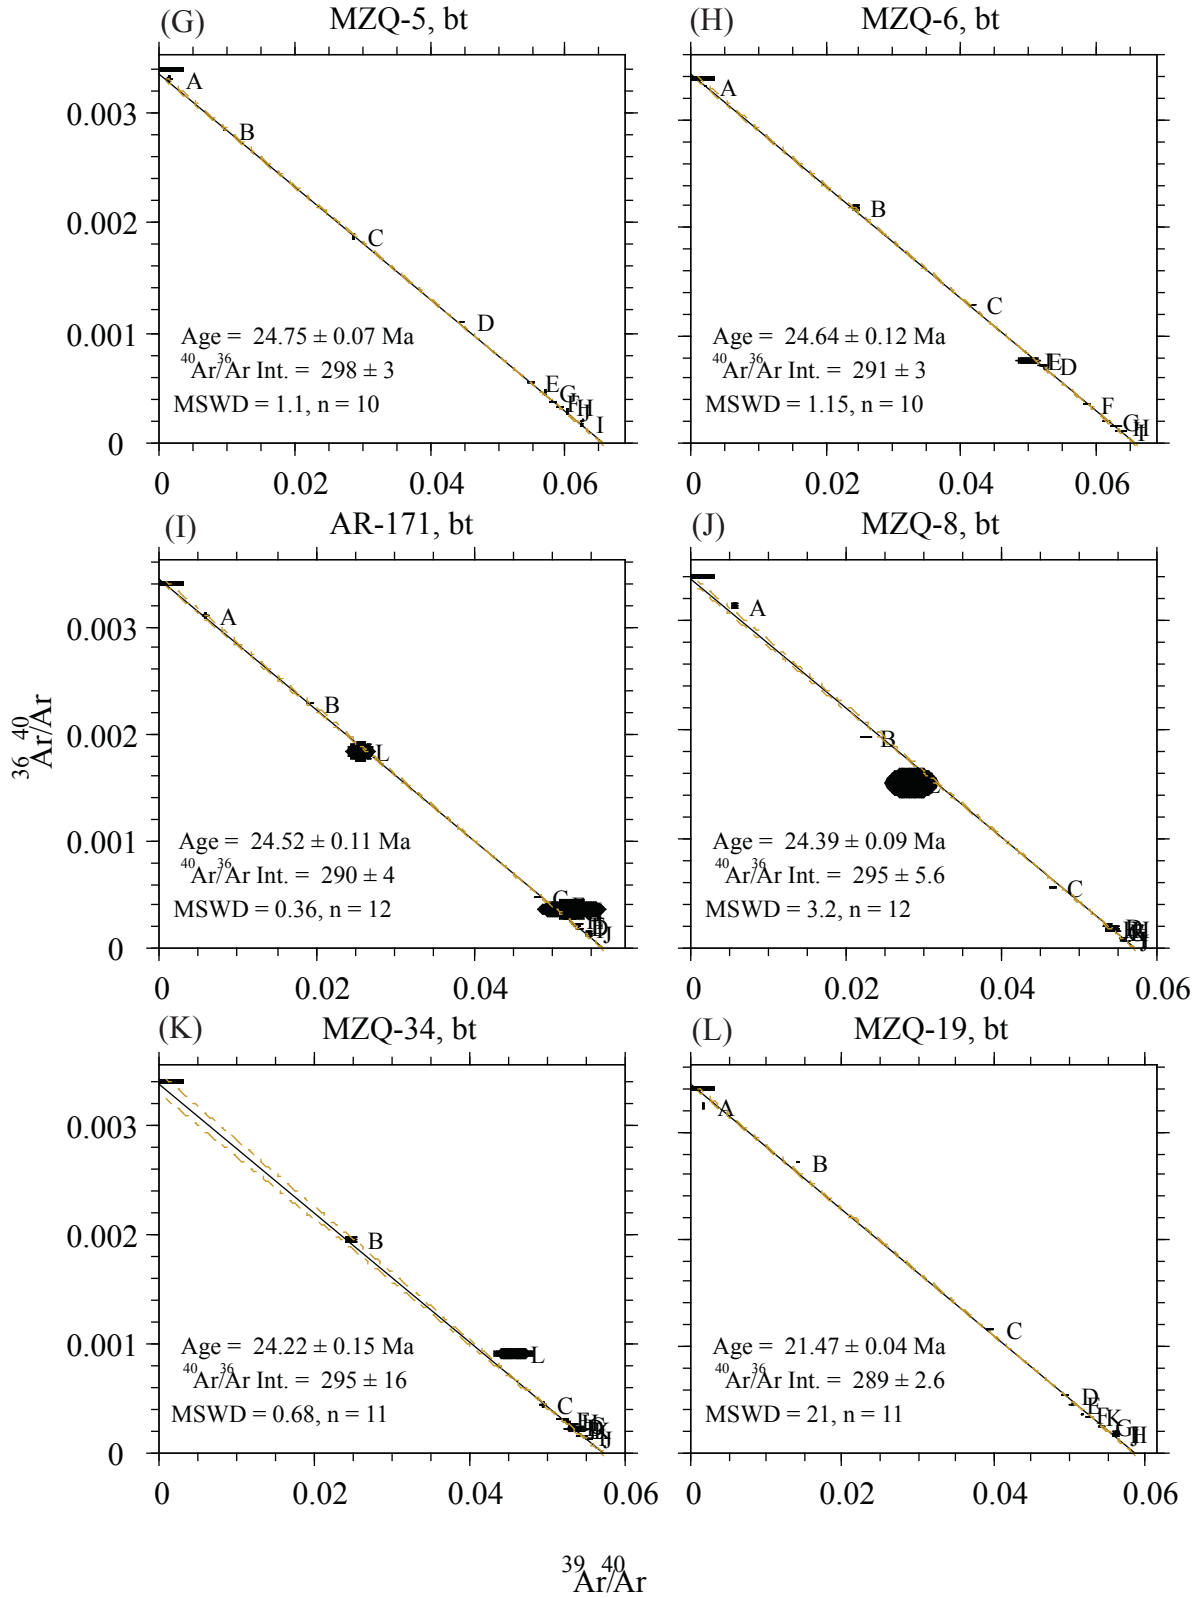 (G) MZQ-5, bt
A
B
C
D
E
G
F
H
I
Age = 24.75 ± 0.07 Ma
40Ar/36Ar Int. = 298 ± 3
MSWD = 1.1, n = 10
0.003
0.002
0.001
0
0 0.02 0.04 0.06
(H) MZQ-6, bt
A
B
C
E
D
F
G
H
Age = 24.64 ± 0.12 Ma
40Ar/36Ar Int. = 291 ± 3
MSWD = 1.15, n = 10
0 0.02 0.04 0.06
(I) AR-171, bt
A
B
L
C
D
J
Age = 24.52 ± 0.11 Ma
40Ar/36Ar Int. = 290 ± 4
MSWD = 0.36, n = 12
0.003
0.002
0.001
0
0 0.02 0.04
(J) MZQ-8, bt
A
B
C
J
Age = 24.39 ± 0.09 Ma
40Ar/36Ar Int. = 295 ± 5.6
MSWD = 3.2, n = 12
0 0.02 0.04 0.06
36Ar/40Ar
(K) MZQ-34, bt
B
L
C
K
J
Age = 24.22 ± 0.15 Ma
40Ar/36Ar Int. = 295 ± 16
MSWD = 0.68, n = 11
0.003
0.002
0.001
0
0 0.02 0.04 0.06
(L) MZQ-19, bt
A
B
C
D
E
F
K
G
J
H
Age = 21.47 ± 0.04 Ma
40Ar/36Ar Int. = 289 ± 2.6
MSWD = 21, n = 11
0 0.02 0.04 0.06
39Ar/40Ar